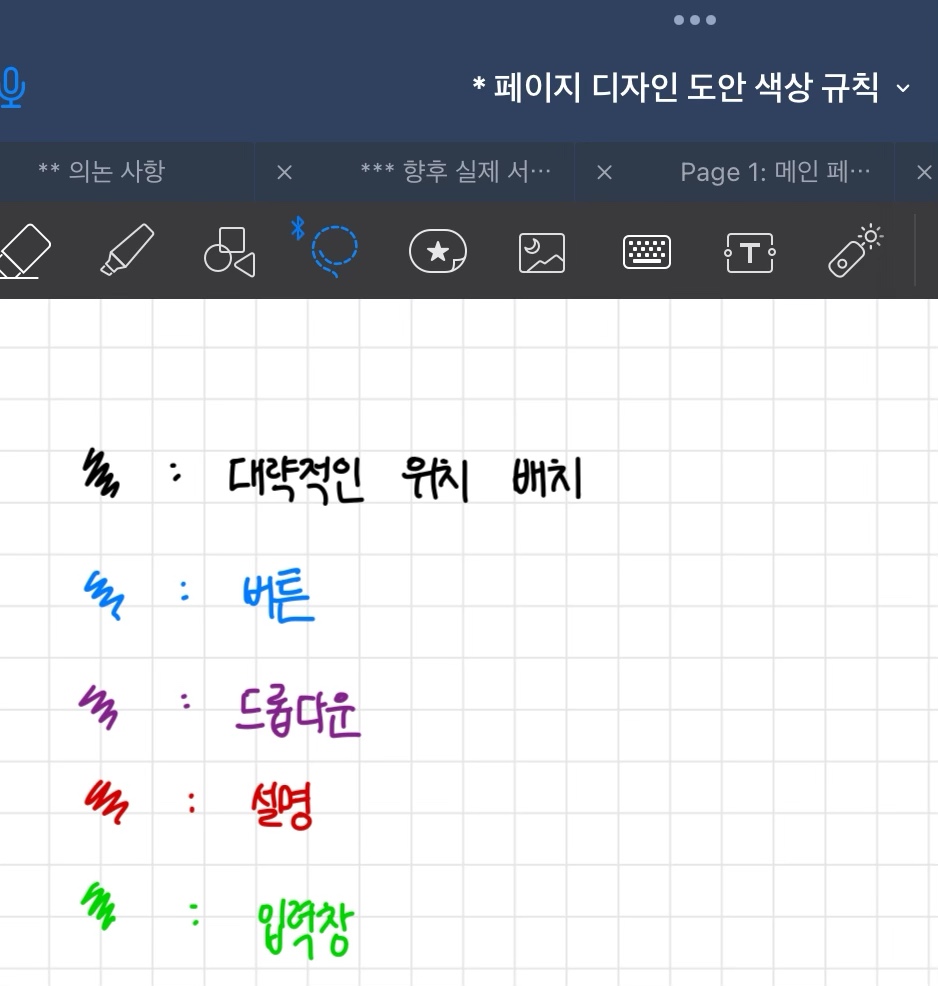 * 페이지 디자인 도안 색상 규칙
** 의논 사항
*** 향후 실제 서…
Page 1: 메인 페…
T
: 대략적인 위치 배치
: 버튼
: 드롭다운
: 설명
: 입력창